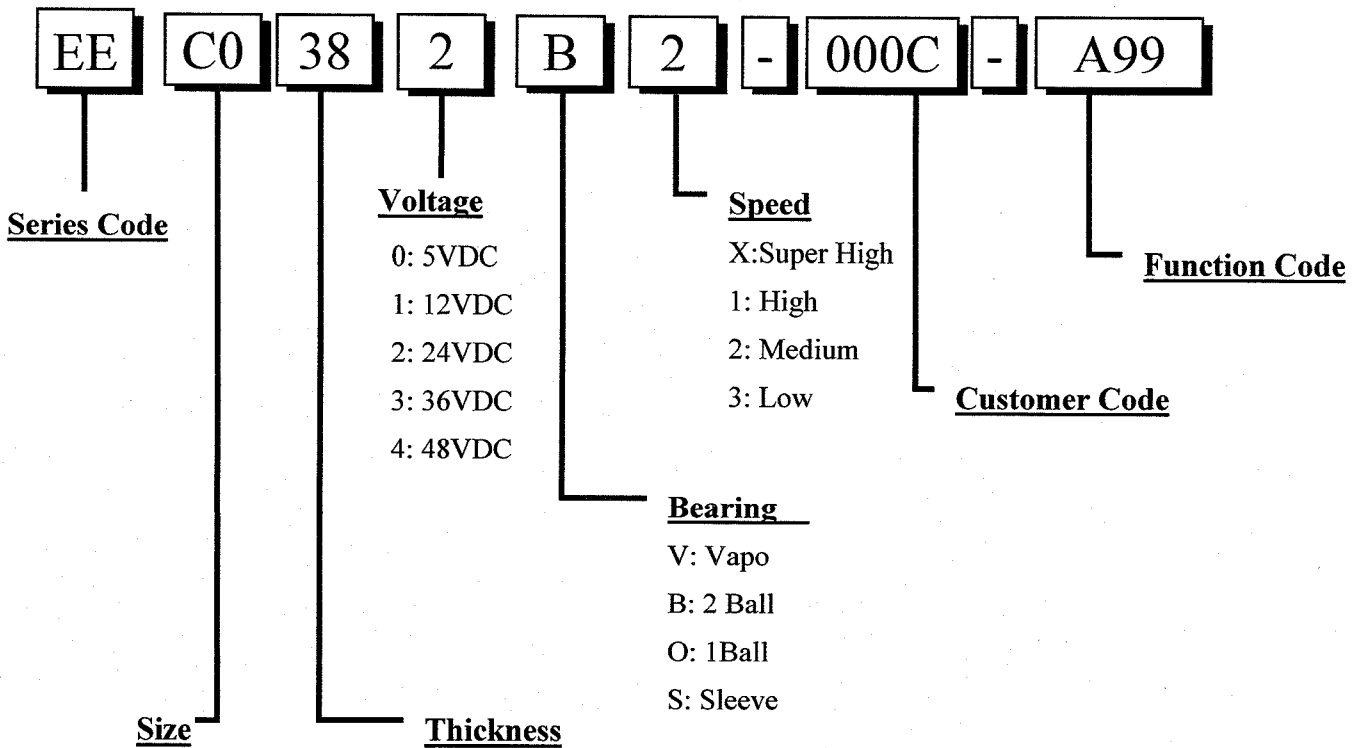 EE C0 38 2 B 2 - 000C - A99
Series Code
Voltage
0: 5VDC
1: 12VDC
2: 24VDC
3: 36VDC
4: 48VDC
Speed
X:Super High
1: High
2: Medium
3: Low
Function Code
Customer Code
Bearing
V: Vapo
B: 2 Ball
O: 1Ball
S: Sleeve
Size
Thickness